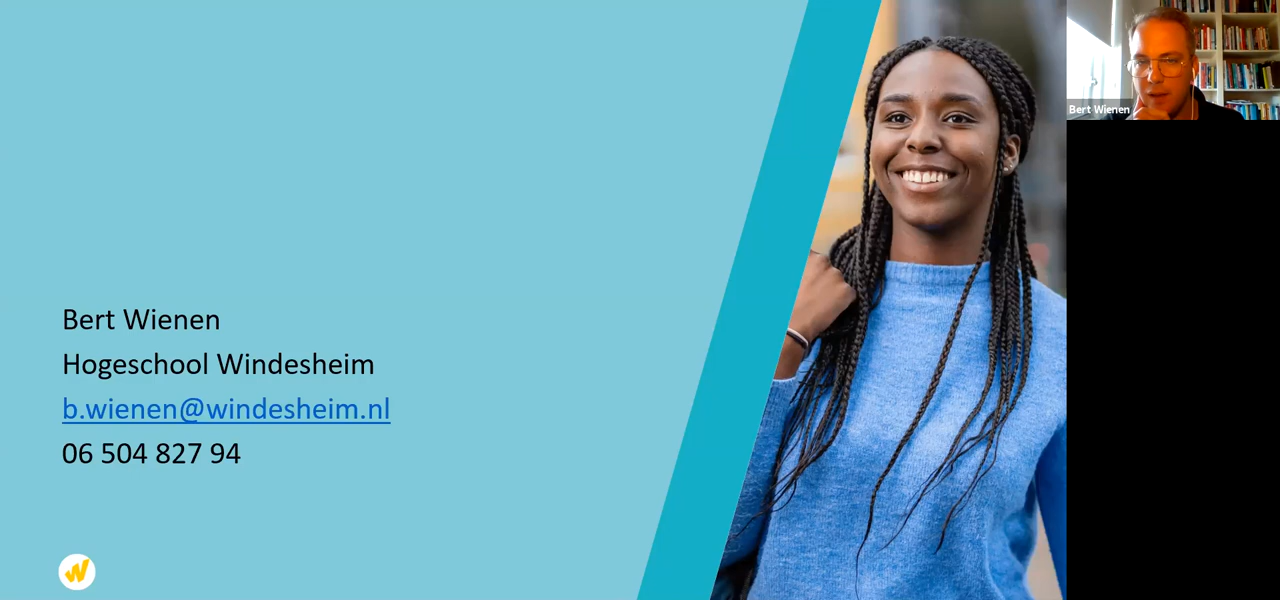 Bert Wienen
Hogeschool Windesheim
b.wienen@windesheim.nl
06 504 827 94
Bert Wienen